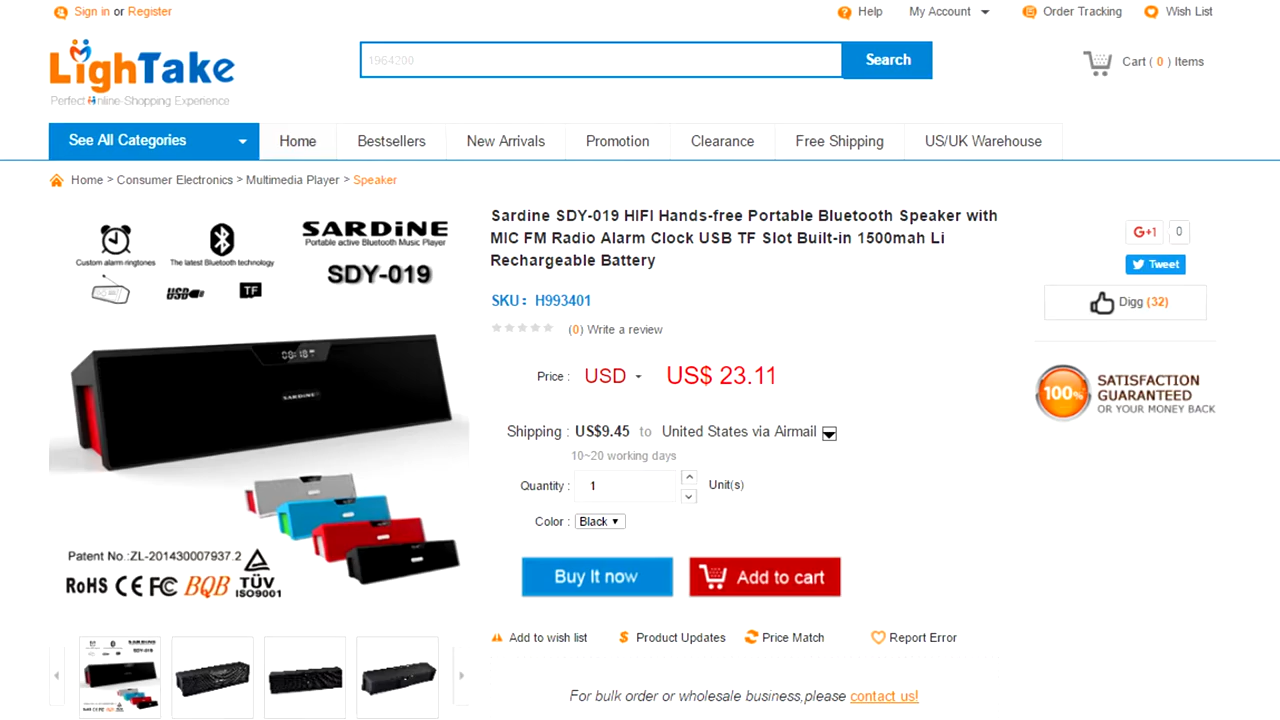 Sign in or Register
Help My Account Order Tracking Wish List
LighTake
Perfect Online-Shopping Experience
1964200
Search
Cart ( 0 ) Items
See All Categories Home Bestsellers New Arrivals Promotion Clearance Free Shipping US/UK Warehouse
Home > Consumer Electronics > Multimedia Player > Speaker
SARDiNE
Portable active Bluetooth Music Player
SDY-019
Custom alarm ringtones
The latest Bluetooth technology
USB
TF
SARDiNE
Patent No.:ZL-201430007937.2
RoHS CE FC BQB TÜV
ISO9001
Sardine SDY-019 HIFI Hands-free Portable Bluetooth Speaker with
MIC FM Radio Alarm Clock USB TF Slot Built-in 1500mah Li
Rechargeable Battery
SKU: H993401
(0) Write a review
Price : USD US$ 23.11
Shipping : US$9.45 to United States via Airmail
10~20 working days
Quantity : 1 Unit(s)
Color : Black
Buy It now Add to cart
Add to wish list Product Updates Price Match Report Error
For bulk order or wholesale business,please contact us!
G+1 0
Tweet
Digg (32)
100% SATISFACTION
GUARANTEED
OR YOUR MONEY BACK